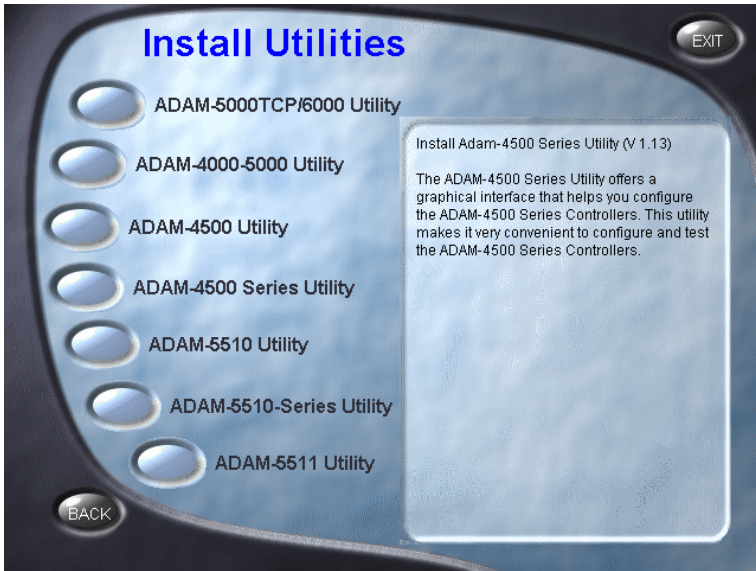 Install Utilities
EXIT
ADAM-5000TCP/6000 Utility
ADAM-4000-5000 Utility
ADAM-4500 Utility
ADAM-4500 Series Utility
ADAM-5510 Utility
ADAM-5510-Series Utility
ADAM-5511 Utility
BACK
Install Adam-4500 Series Utility (V 1.13)
The ADAM-4500 Series Utility offers a
graphical interface that helps you configure
the ADAM-4500 Series Controllers. This utility
makes it very convenient to configure and test
the ADAM-4500 Series Controllers.